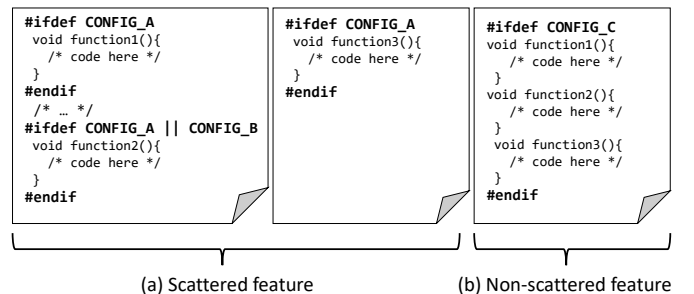 #ifdef CONFIG_A
void function1(){
/* code here */
}
#endif
/* … */
#ifdef CONFIG_A || CONFIG_B
void function2(){
/* code here */
}
#endif
#ifdef CONFIG_A
void function3(){
/* code here */
}
#endif
#ifdef CONFIG_C
void function1(){
/* code here */
}
void function2(){
/* code here */
}
void function3(){
/* code here */
}
#endif
(a) Scattered feature
(b) Non-scattered feature